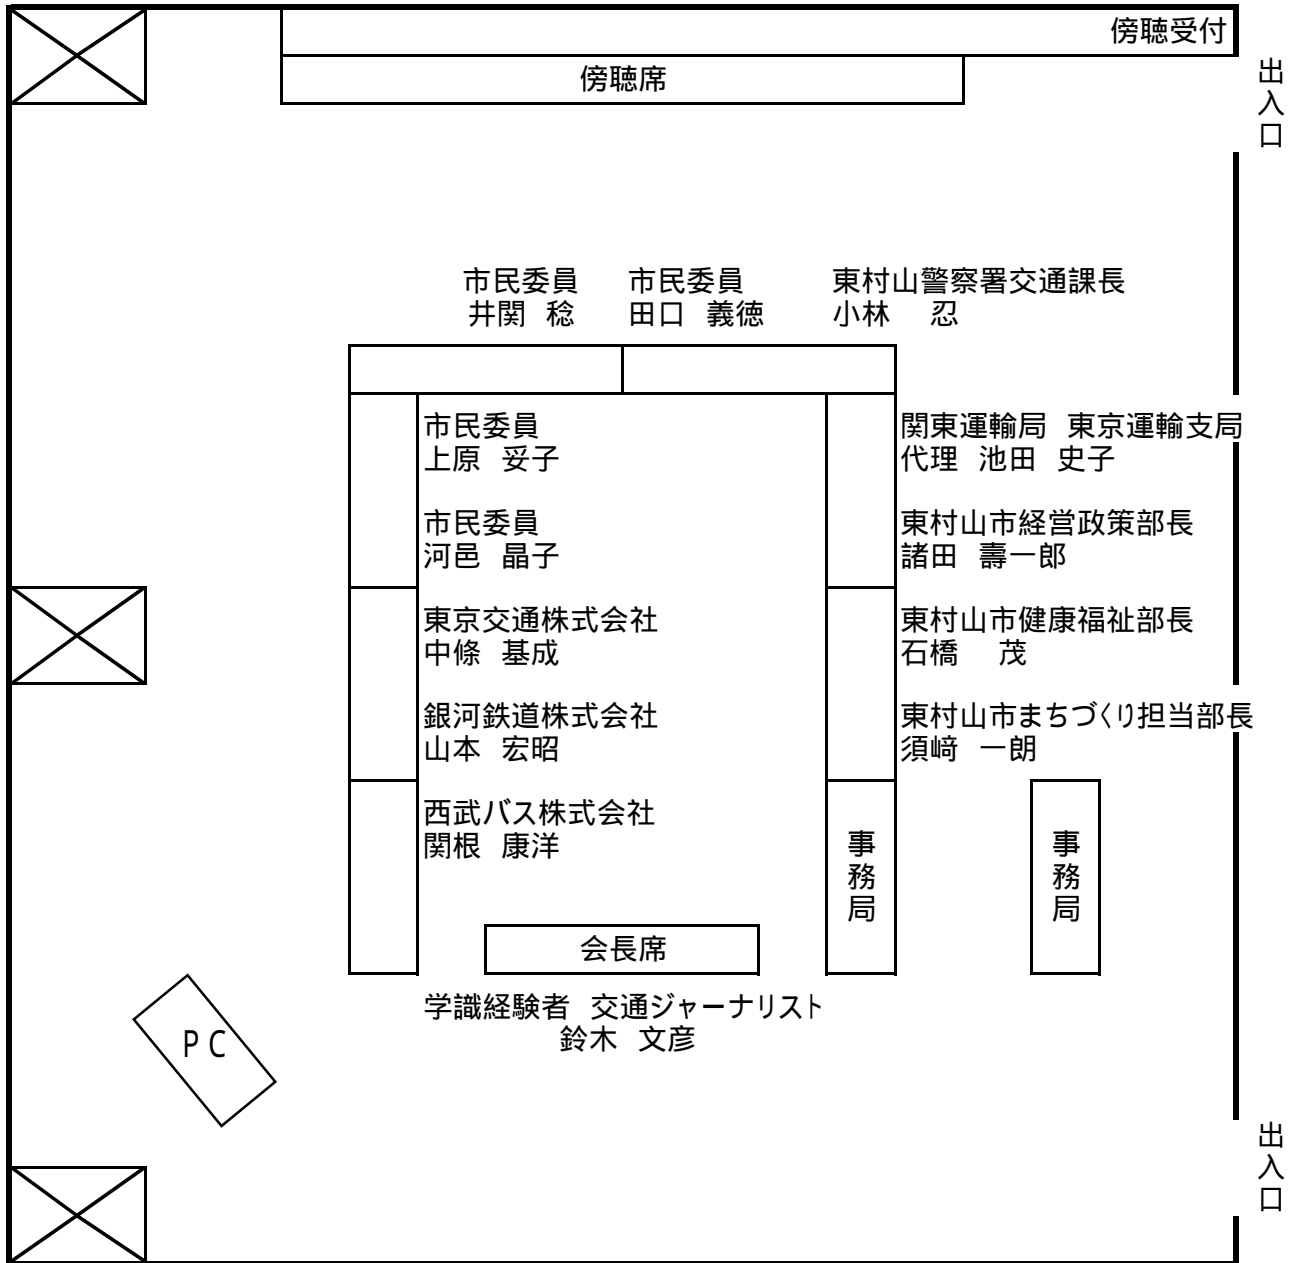 傍聴受付
傍聴席
出入口
市民委員
井関 稔
市民委員
田口 義徳
東村山警察署交通課長
小林 忍
市民委員
上原 妥子
市民委員
河邑 晶子
東京交通株式会社
中條 基成
銀河鉄道株式会社
山本 宏昭
西武バス株式会社
関根 康洋
関東運輸局 東京運輸支局
代理 池田 史子
東村山市経営政策部長
諸田 壽一郎
東村山市健康福祉部長
石橋 茂
東村山市まちづくり担当部長
須﨑 一朗
事務局
事務局
会長席
学識経験者 交通ジャーナリスト
鈴木 文彦
PC
出入口